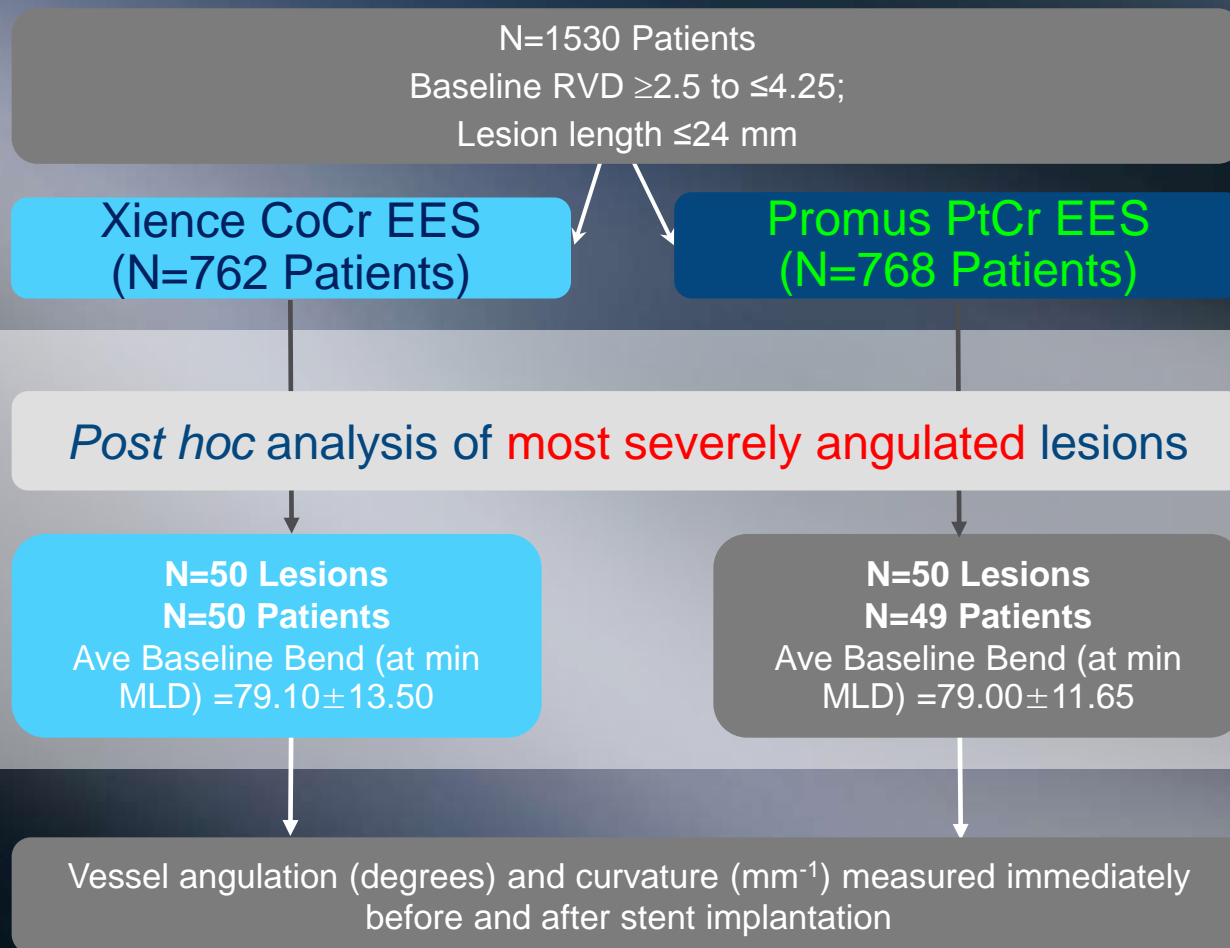 N=1530 Patients
Baseline RVD ≥2.5 to ≤4.25;
Lesion length ≤24 mm
Xience CoCr EES
(N=762 Patients)
Promus PtCr EES
(N=768 Patients)
Post hoc analysis of most severely angulated lesions
N=50 Lesions
N=50 Patients
Ave Baseline Bend (at min
MLD) =79.10±13.50
N=50 Lesions
N=49 Patients
Ave Baseline Bend (at min
MLD) =79.00±11.65
Vessel angulation (degrees) and curvature (mm⁻¹) measured immediately
before and after stent implantation